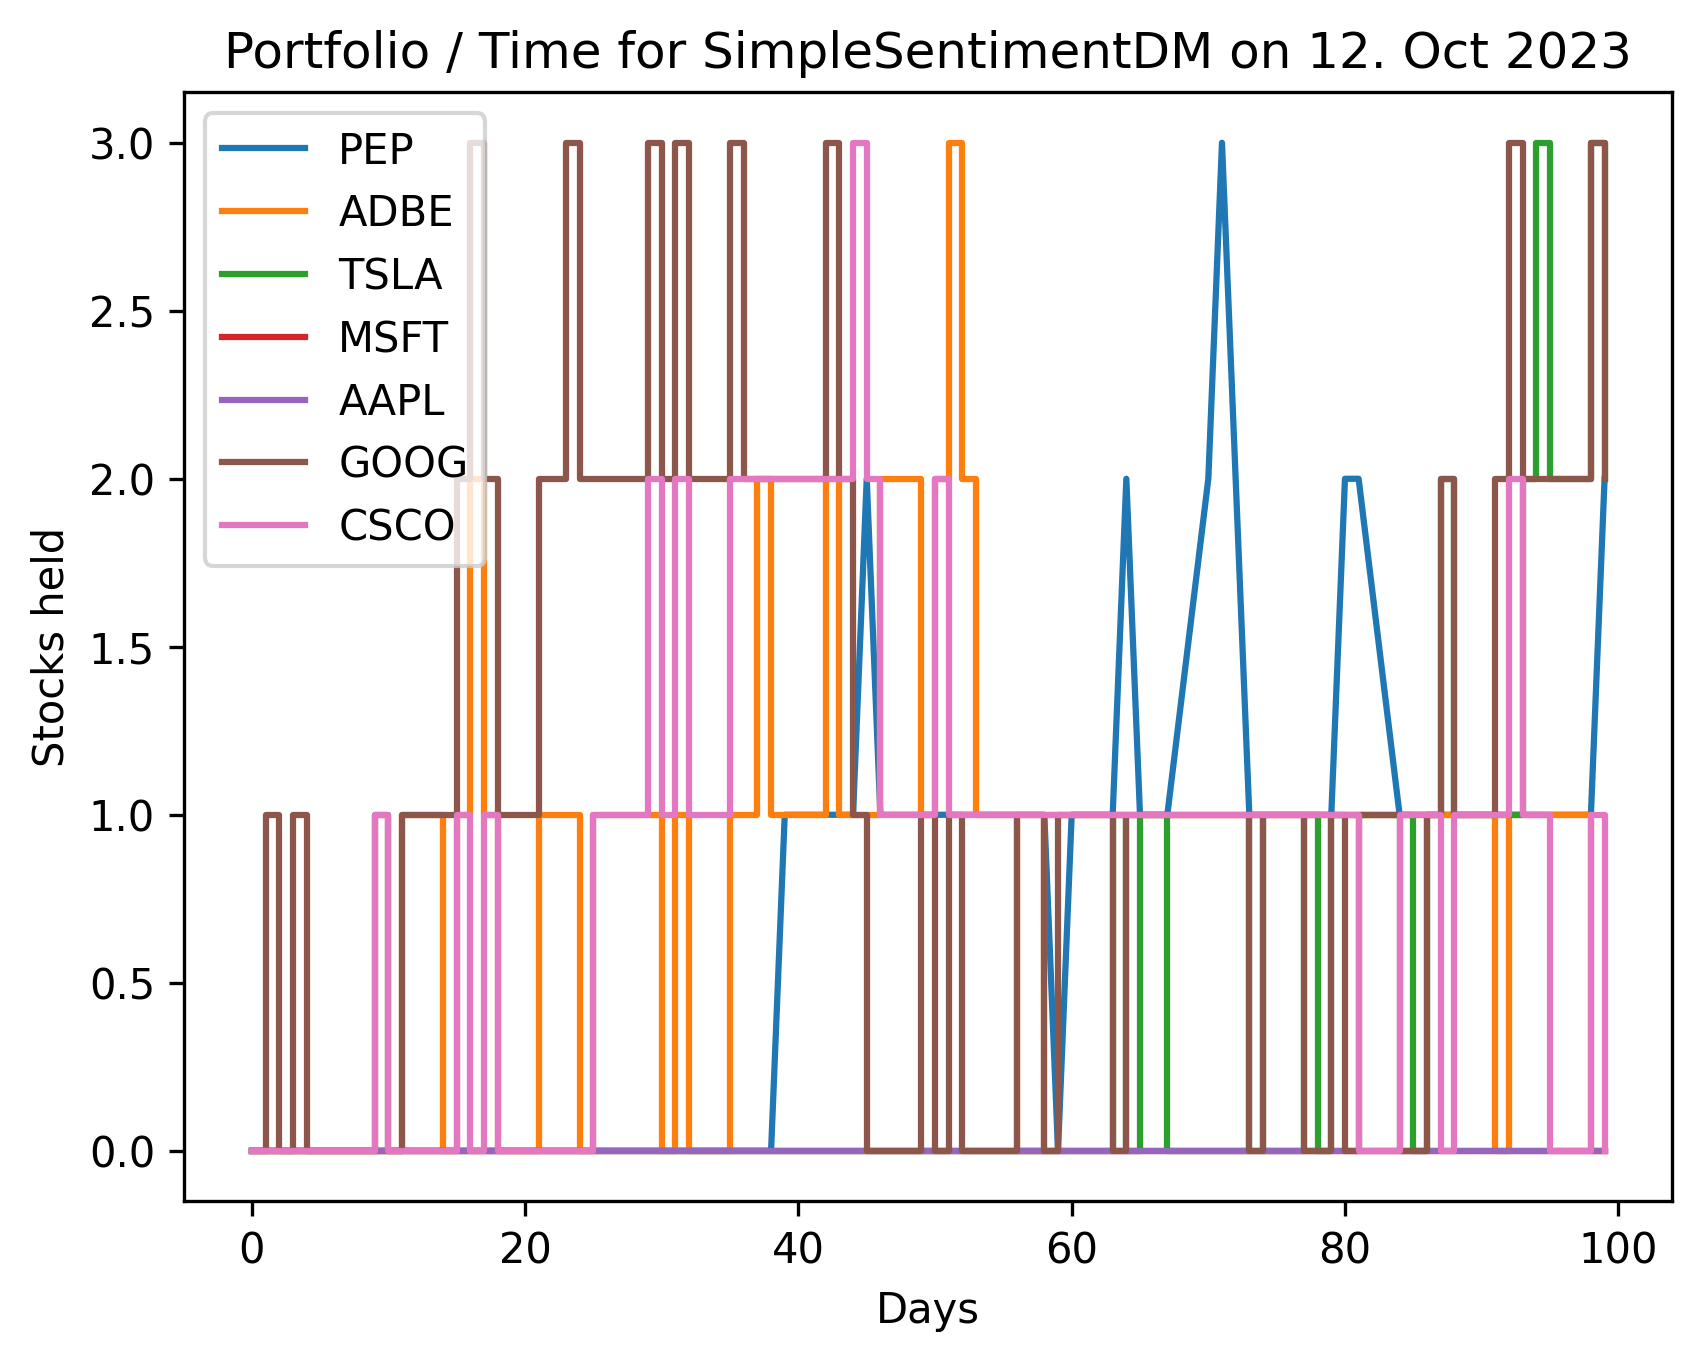 Portfolio / Time for SimpleSentimentDM on 12. Oct 2023
3.0
2.5
2.0
1.5
1.0
0.5
0.0
Stocks held
PEP
ADBE
TSLA
MSFT
AAPL
GOOG
CSCO
0 20 40 60 80 100
Days